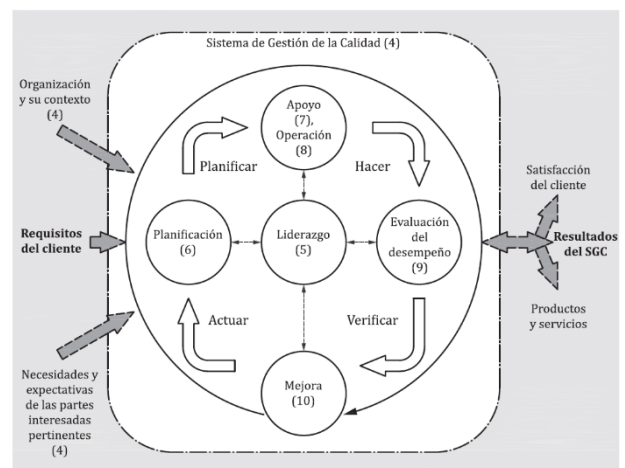 Sistema de Gestión de la Calidad (4)
Organización
y su contexto
(4)
Apoyo
(7),
Operación
(8)
Planificar
Hacer
Satisfacción
del cliente
Requisitos
del cliente
Planificación
(6)
Liderazgo
(5)
Evaluación
del
desempeño
(9)
Resultados
del SGC
Actuar
Verificar
Productos
y servicios
Necesidades y
expectativas
de las partes
interesadas
pertinentes
(4)
Mejora
(10)